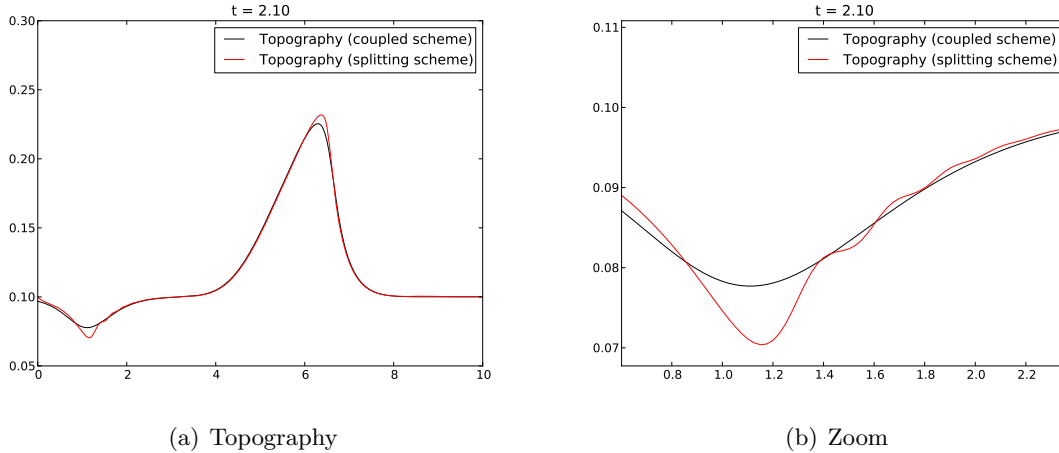 t = 2.10
0.30
Topography (coupled scheme)
Topography (splitting scheme)
0.25
0.20
0.15
0.10
0.05
0 2 4 6 8 10
(a) Topography
t = 2.10
0.11
Topography (coupled scheme)
Topography (splitting scheme)
0.10
0.09
0.08
0.07
0.8 1.0 1.2 1.4 1.6 1.8 2.0 2.2
(b) Zoom